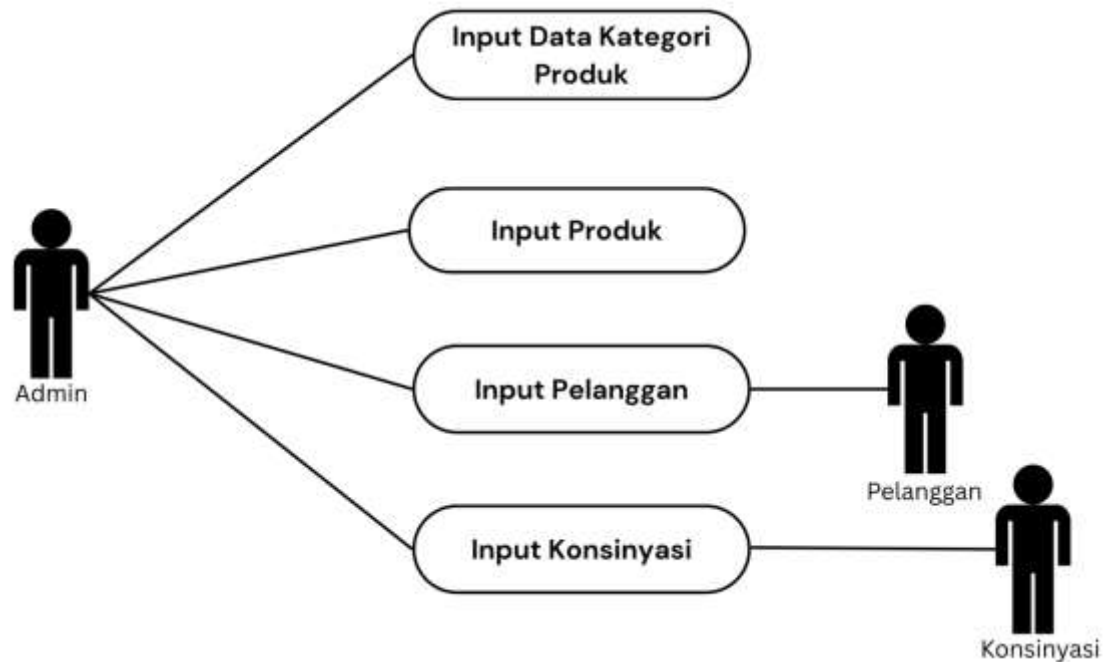 Input Data Kategori
Produk
Input Produk
Admin
Input Pelanggan
Pelanggan
Input Konsinyasi
Konsinyasi